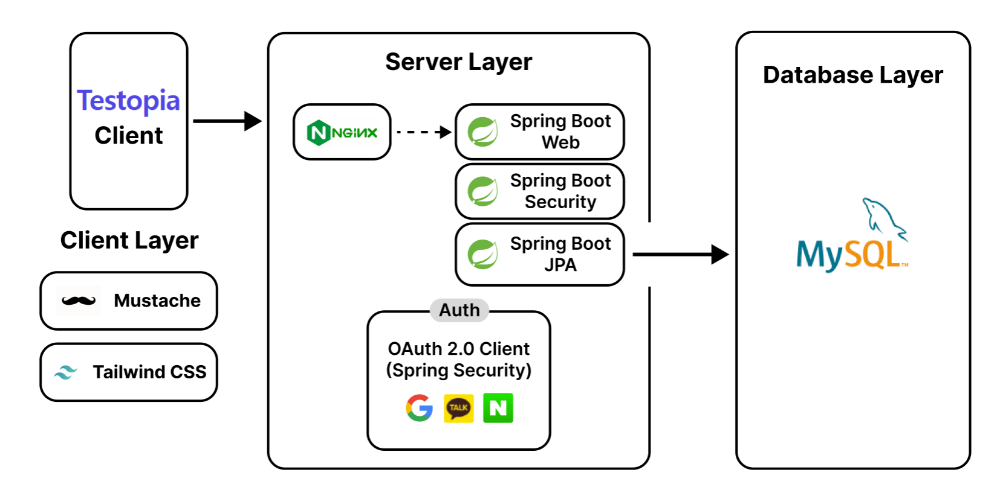 Testopia
Client
Client Layer
Mustache
Tailwind CSS
Server Layer
N NGINX
Spring Boot
Web
Spring Boot
Security
Spring Boot
JPA
Auth
OAuth 2.0 Client
(Spring Security)
G
TALK
N
Database Layer
MySQL™